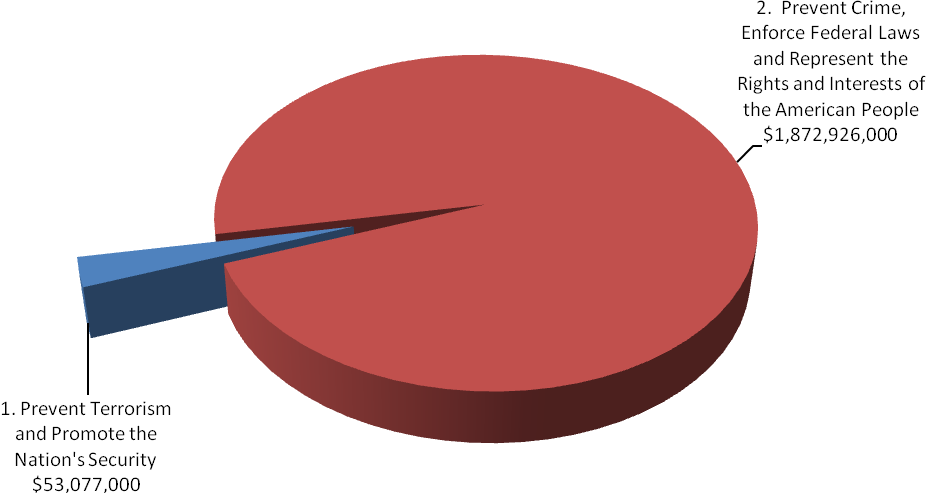 2.  Prevent Crime,
Enforce Federal Laws
and Represent the
Rights and Interests of
the American People
$1,872,926,000
1. Prevent Terrorism
and Promote the
Nation's Security
$53,077,000